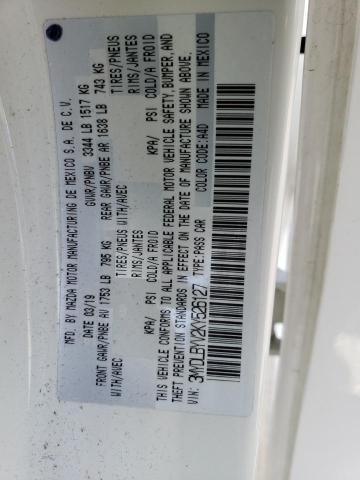 MFD. BY MAZDA MOTOR MANUFACTURING DE MEXICO S.A. DE C.V.
DATE: 03/19 GVWR/PNBV 3344 LB 1517 KG
FRONT GAWR/PNBE AV 1753 LB 795 KG REAR GAWR/PNBE AR 1638 LB 743 KG
WITH/AVEC TIRES/PNEUS WITH/AVEC TIRES/PNEUS
RIMS/JANTES RIMS/JANTES
KPA/ PSI COLD/A FROID KPA/ PSI COLD/A FROID
THIS VEHICLE CONFORMS TO ALL APPLICABLE FEDERAL MOTOR VEHICLE SAFETY, BUMPER, AND
THEFT PREVENTION STANDARDS IN EFFECT ON THE DATE OF MANUFACTURE SHOWN ABOVE.
VIN: 3MYDLBYV2KY526127 TYPE:PASS CAR COLOR CODE:A4D MADE IN MEXICO